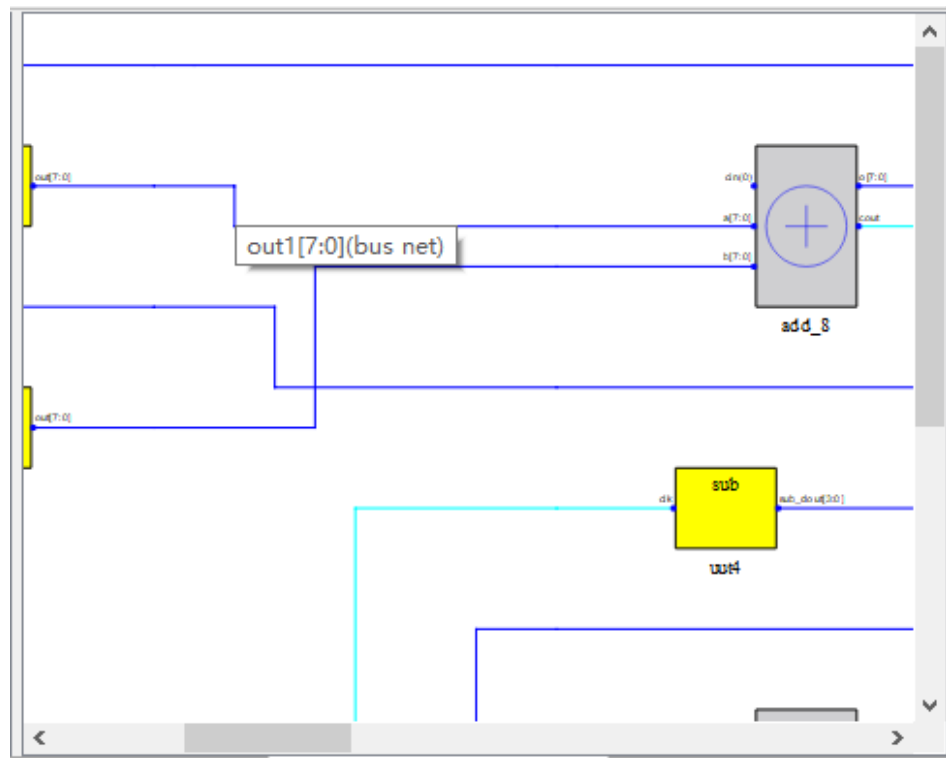 out[7:0]
cin(0)
o[7:0]
a[7:0]
cout
out1[7:0](bus net)
b[7:0]
add_8
out[7:0]
sub
clk
sub_dout[3:0]
uut4